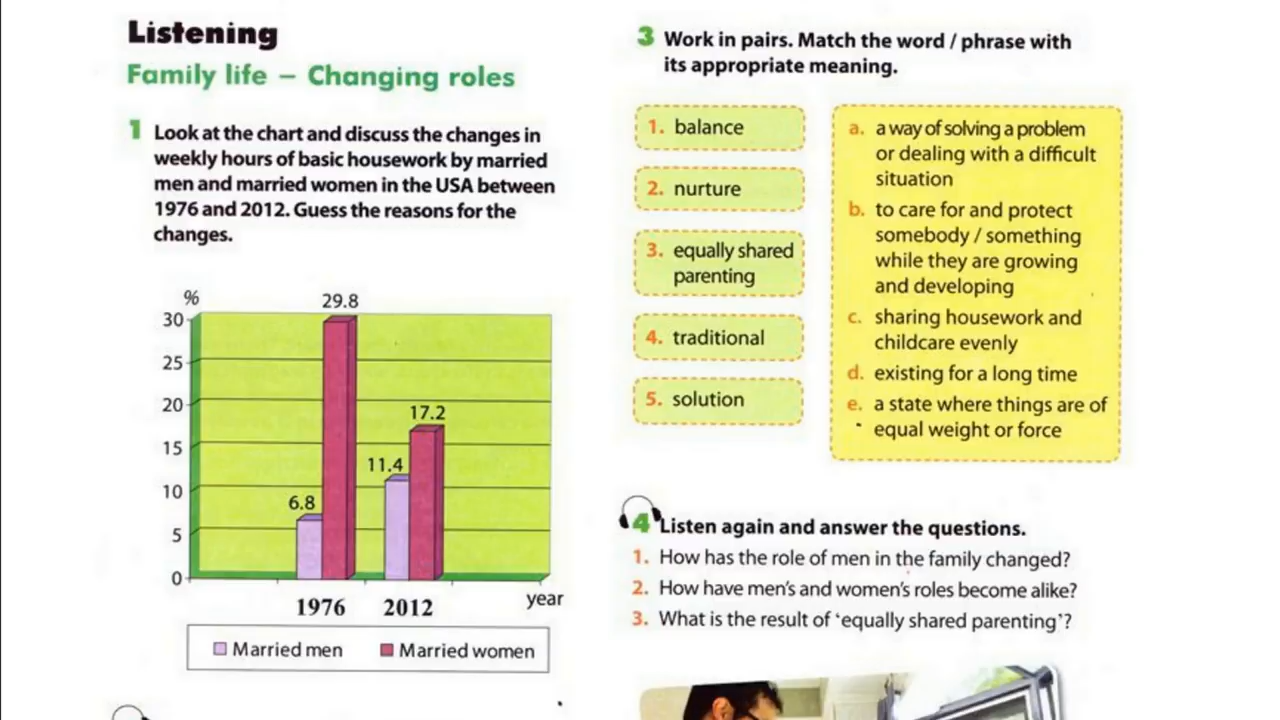 Listening
Family life – Changing roles
1 Look at the chart and discuss the changes in
weekly hours of basic housework by married
men and married women in the USA between
1976 and 2012. Guess the reasons for the
changes.
%
29.8
30
25
20
17.2
15
11.4
10
6.8
5
0
1976
2012
year
Married men
Married women
3 Work in pairs. Match the word / phrase with
its appropriate meaning.
1. balance
2. nurture
3. equally shared
parenting
4. traditional
5. solution
a. a way of solving a problem
or dealing with a difficult
situation
b. to care for and protect
somebody / something
while they are growing
and developing
c. sharing housework and
childcare evenly
d. existing for a long time
e. a state where things are of
equal weight or force
4 Listen again and answer the questions.
1. How has the role of men in the family changed?
2. How have men's and women's roles become alike?
3. What is the result of 'equally shared parenting'?